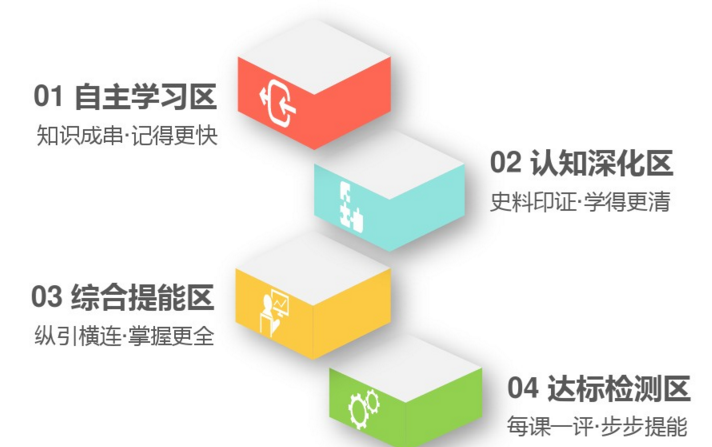 01 自主学习区
知识成串·记得更快
02 认知深化区
史料印证·学得更清
03 综合提能区
纵引横连·掌握更全
04 达标检测区
每课一评·步步提能